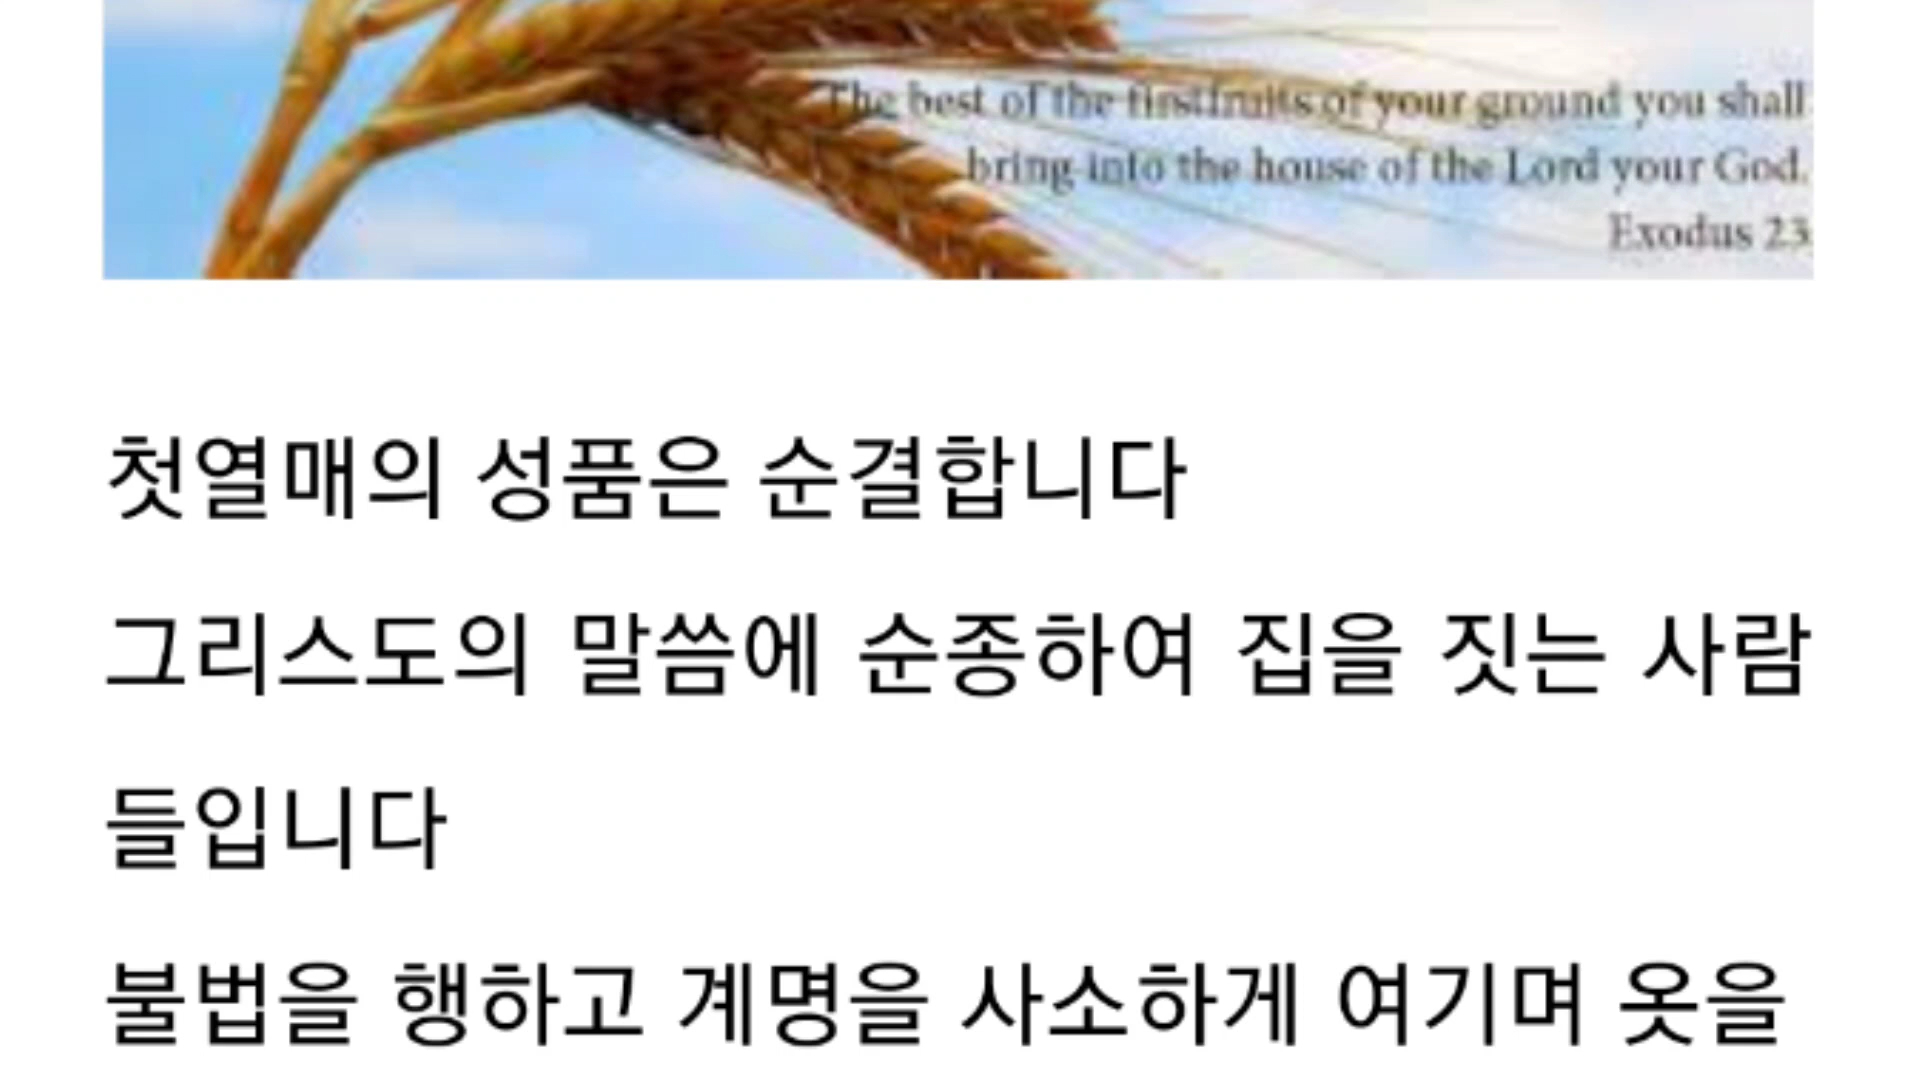 The best of the firstfruits of your ground you shall
bring into the house of the Lord your God.
Exodus 23
첫열매의 성품은 순결합니다
그리스도의 말씀에 순종하여 집을 짓는 사람
들입니다
불법을 행하고 계명을 사소하게 여기며 옷을